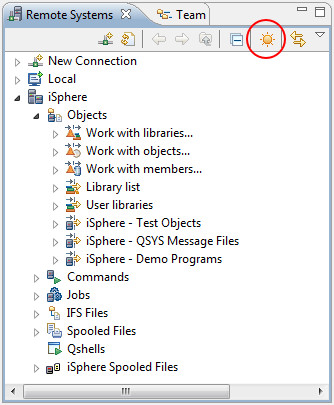 Remote Systems Team
New Connection
Local
iSphere
Objects
Work with libraries...
Work with objects...
Work with members...
Library list
User libraries
iSphere - Test Objects
iSphere - QSYS Message Files
iSphere - Demo Programs
Commands
Jobs
IFS Files
Spooled Files
Qshells
iSphere Spooled Files